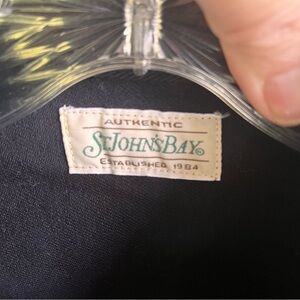 AUTHENTIC
ST. JOHN'S BAY®
ESTABLISHED 1984